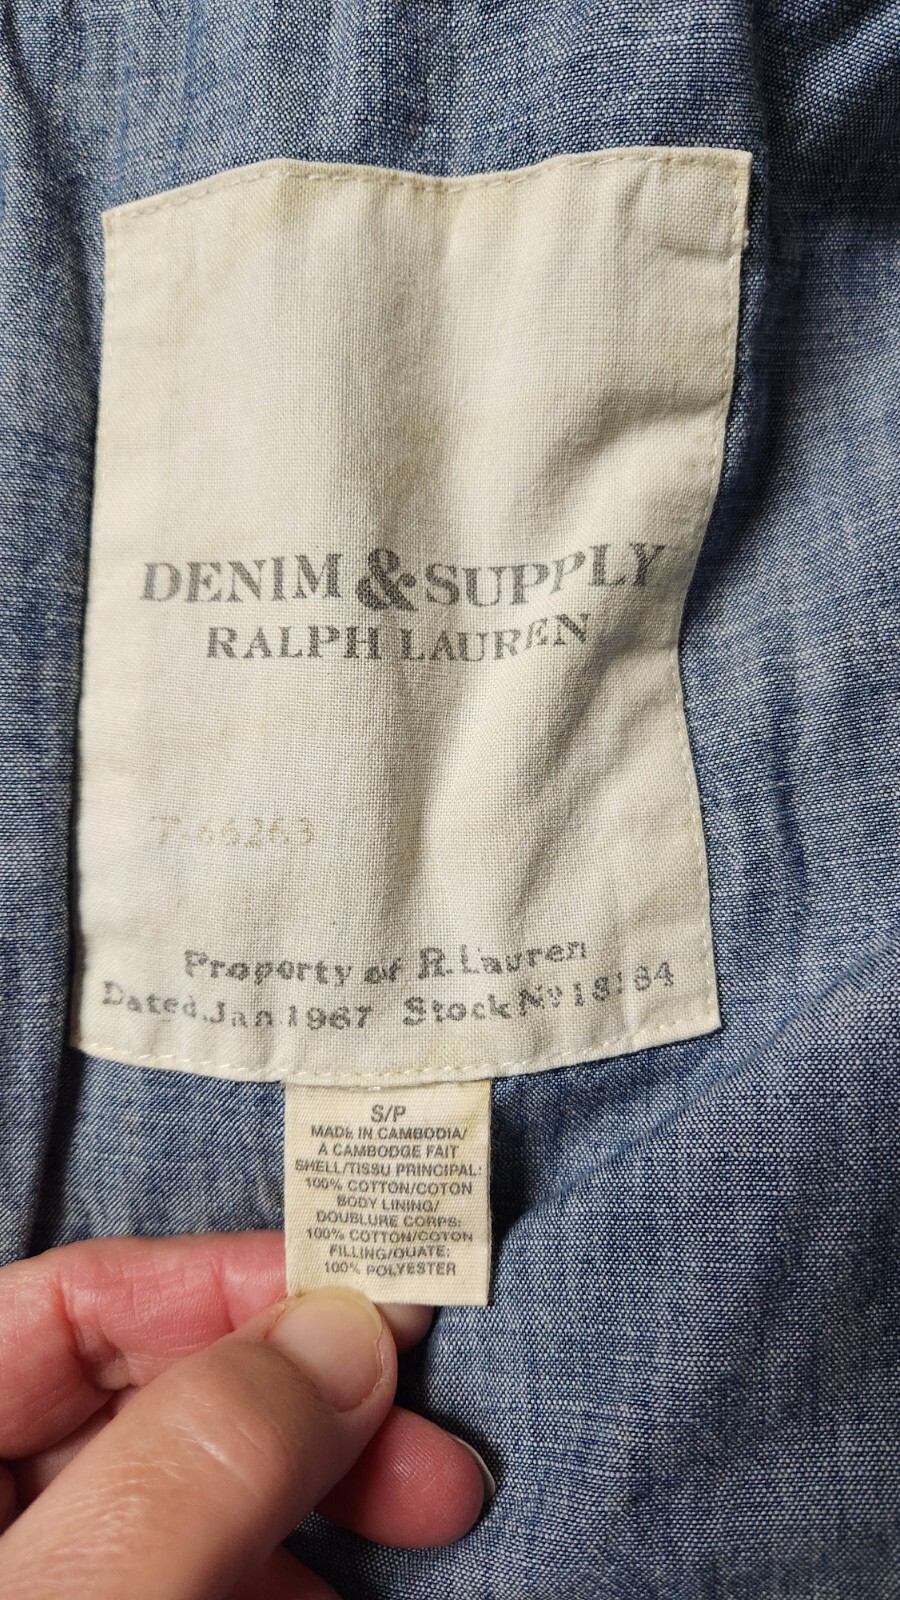 DENIM & SUPPLY
RALPH LAUREN
Property of R. Lauren
Dated Jan 1967 Stock No 18184
S/P
MADE IN CAMBODIA/
A CAMBODGE FAIT
SHELL/TISSU PRINCIPAL:
100% COTTON/COTON
BODY LINING/
DOUBLURE CORPS:
100% COTTON/COTON
FILLING/OUATE:
100% POLYESTER